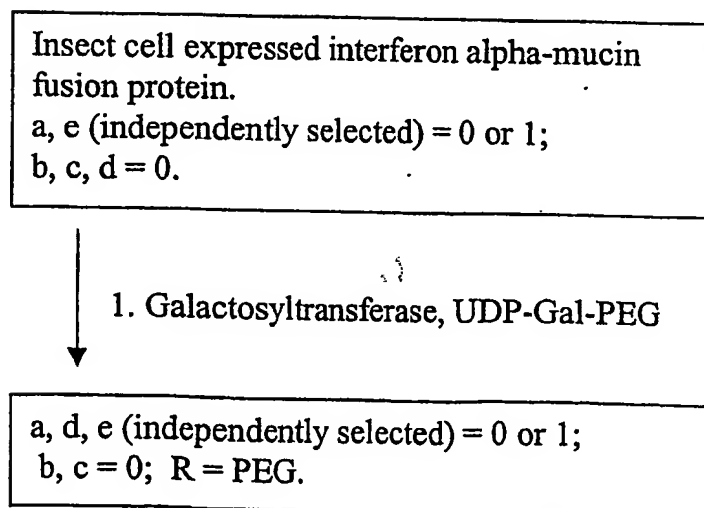 Insect cell expressed interferon alpha-mucin
fusion protein.
a, e (independently selected) = 0 or 1;
b, c, d = 0.
1. Galactosyltransferase, UDP-Gal-PEG
a, d, e (independently selected) = 0 or 1;
b, c = 0; R = PEG.